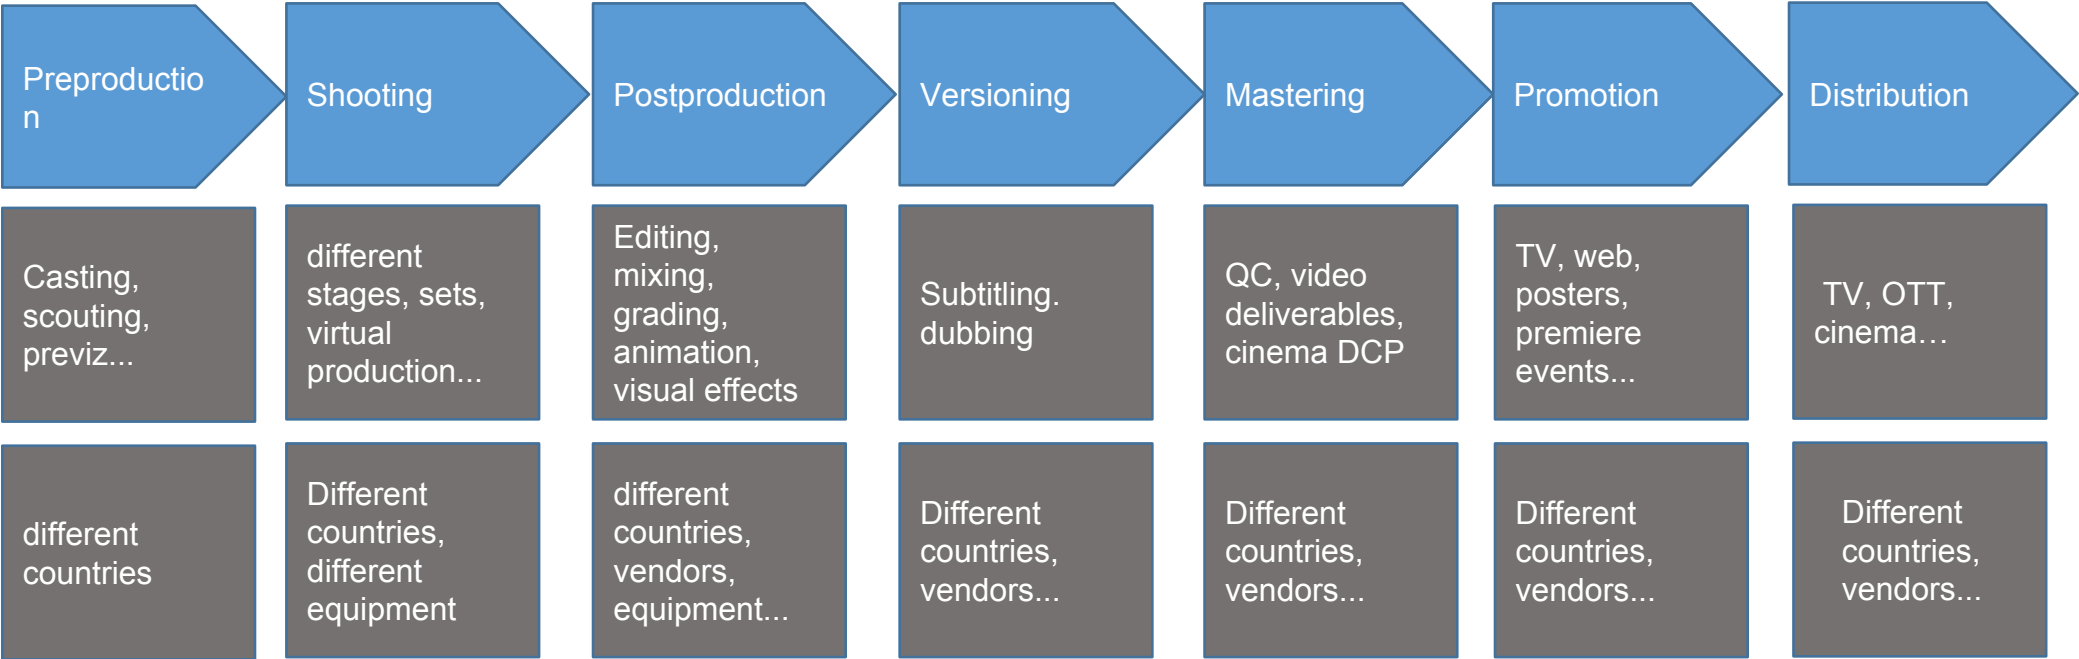 Preproductio
n
Shooting
Postproduction
Versioning
Mastering
Promotion
Distribution
Casting,
scouting,
previz...
different
stages, sets,
virtual
production...
Editing,
mixing,
grading,
animation,
visual effects
Subtitling.
dubbing
QC, video
deliverables,
cinema DCP
TV, web,
posters,
premiere
events...
TV, OTT,
cinema…
different
countries
Different
countries,
different
equipment
different
countries,
vendors,
equipment...
Different
countries,
vendors...
Different
countries,
vendors...
Different
countries,
vendors...
Different
countries,
vendors...